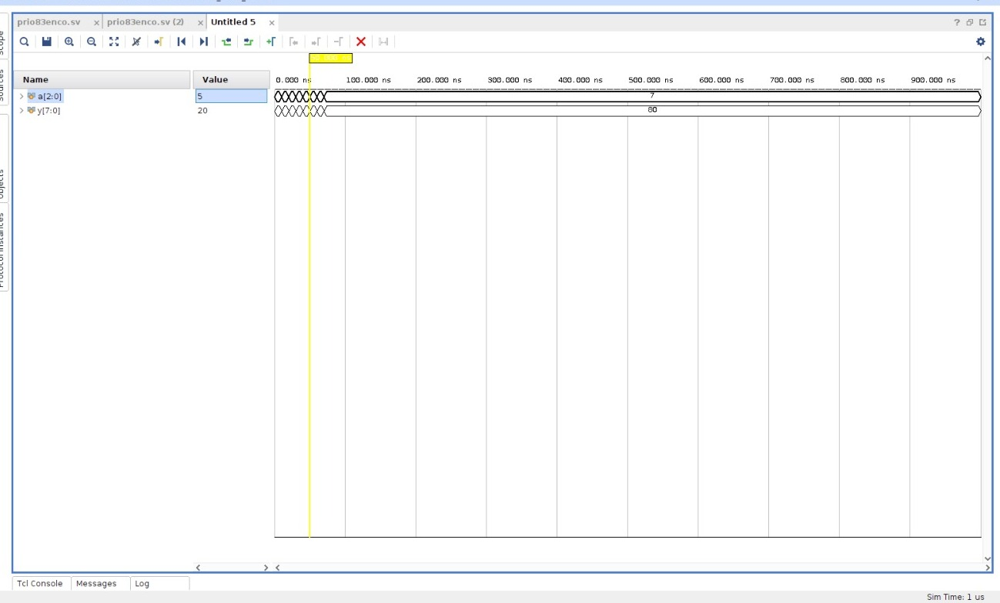 prio83enco.sv × prio83enco.sv (2) × Untitled 5 ×
?
Name Value
0.000 ns 100.000 ns 200.000 ns 300.000 ns 400.000 ns 500.000 ns 600.000 ns 700.000 ns 800.000 ns 900.000 ns
a[2:0] 5 7
y[7:0] 20 80
Scope
Sources
Objects
Protocol Instances
Tcl Console Messages Log
Sim Time: 1 us